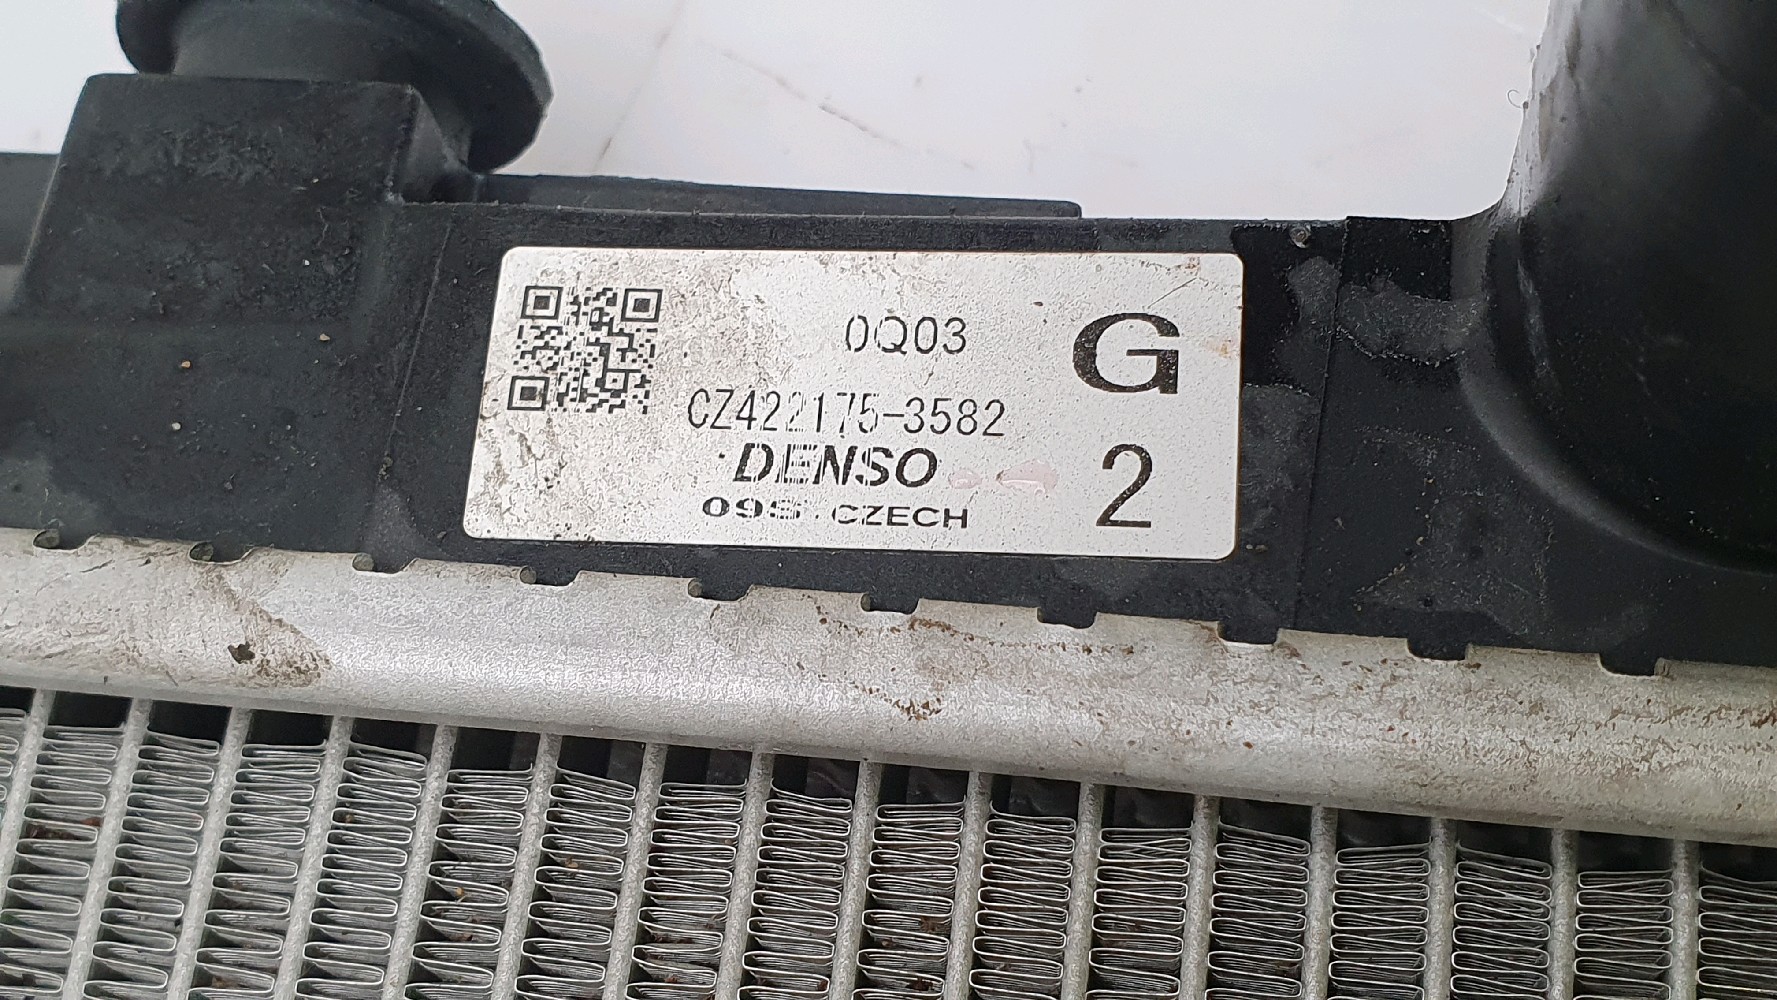 0Q03
G
CZ422175-3582
DENSO
2
09S CZECH